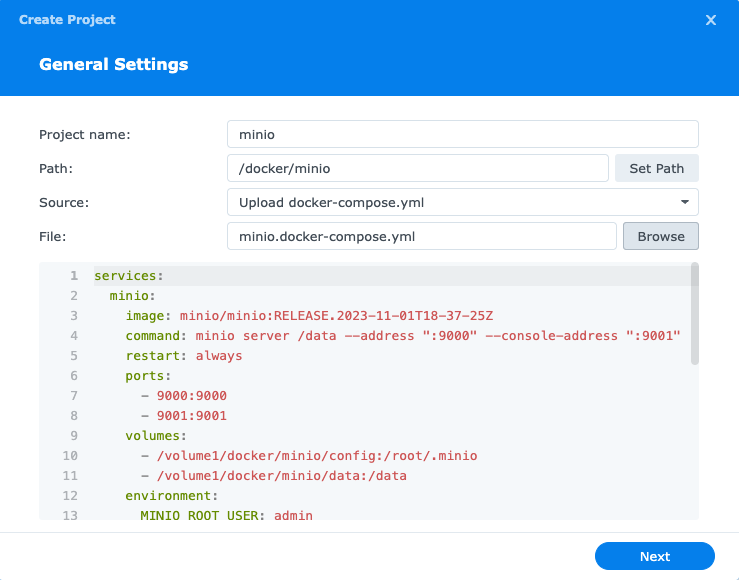 Create Project X
General Settings
Project name: minio
Path: /docker/minio Set Path
Source: Upload docker-compose.yml
File: minio.docker-compose.yml Browse
1 services:
2 minio:
3 image: minio/minio:RELEASE.2023-11-01T18-37-25Z
4 command: minio server /data --address ":9000" --console-address ":9001"
5 restart: always
6 ports:
7 - 9000:9000
8 - 9001:9001
9 volumes:
10 - /volume1/docker/minio/config:/root/.minio
11 - /volume1/docker/minio/data:/data
12 environment:
13 MINIO_ROOT_USER: admin
Next